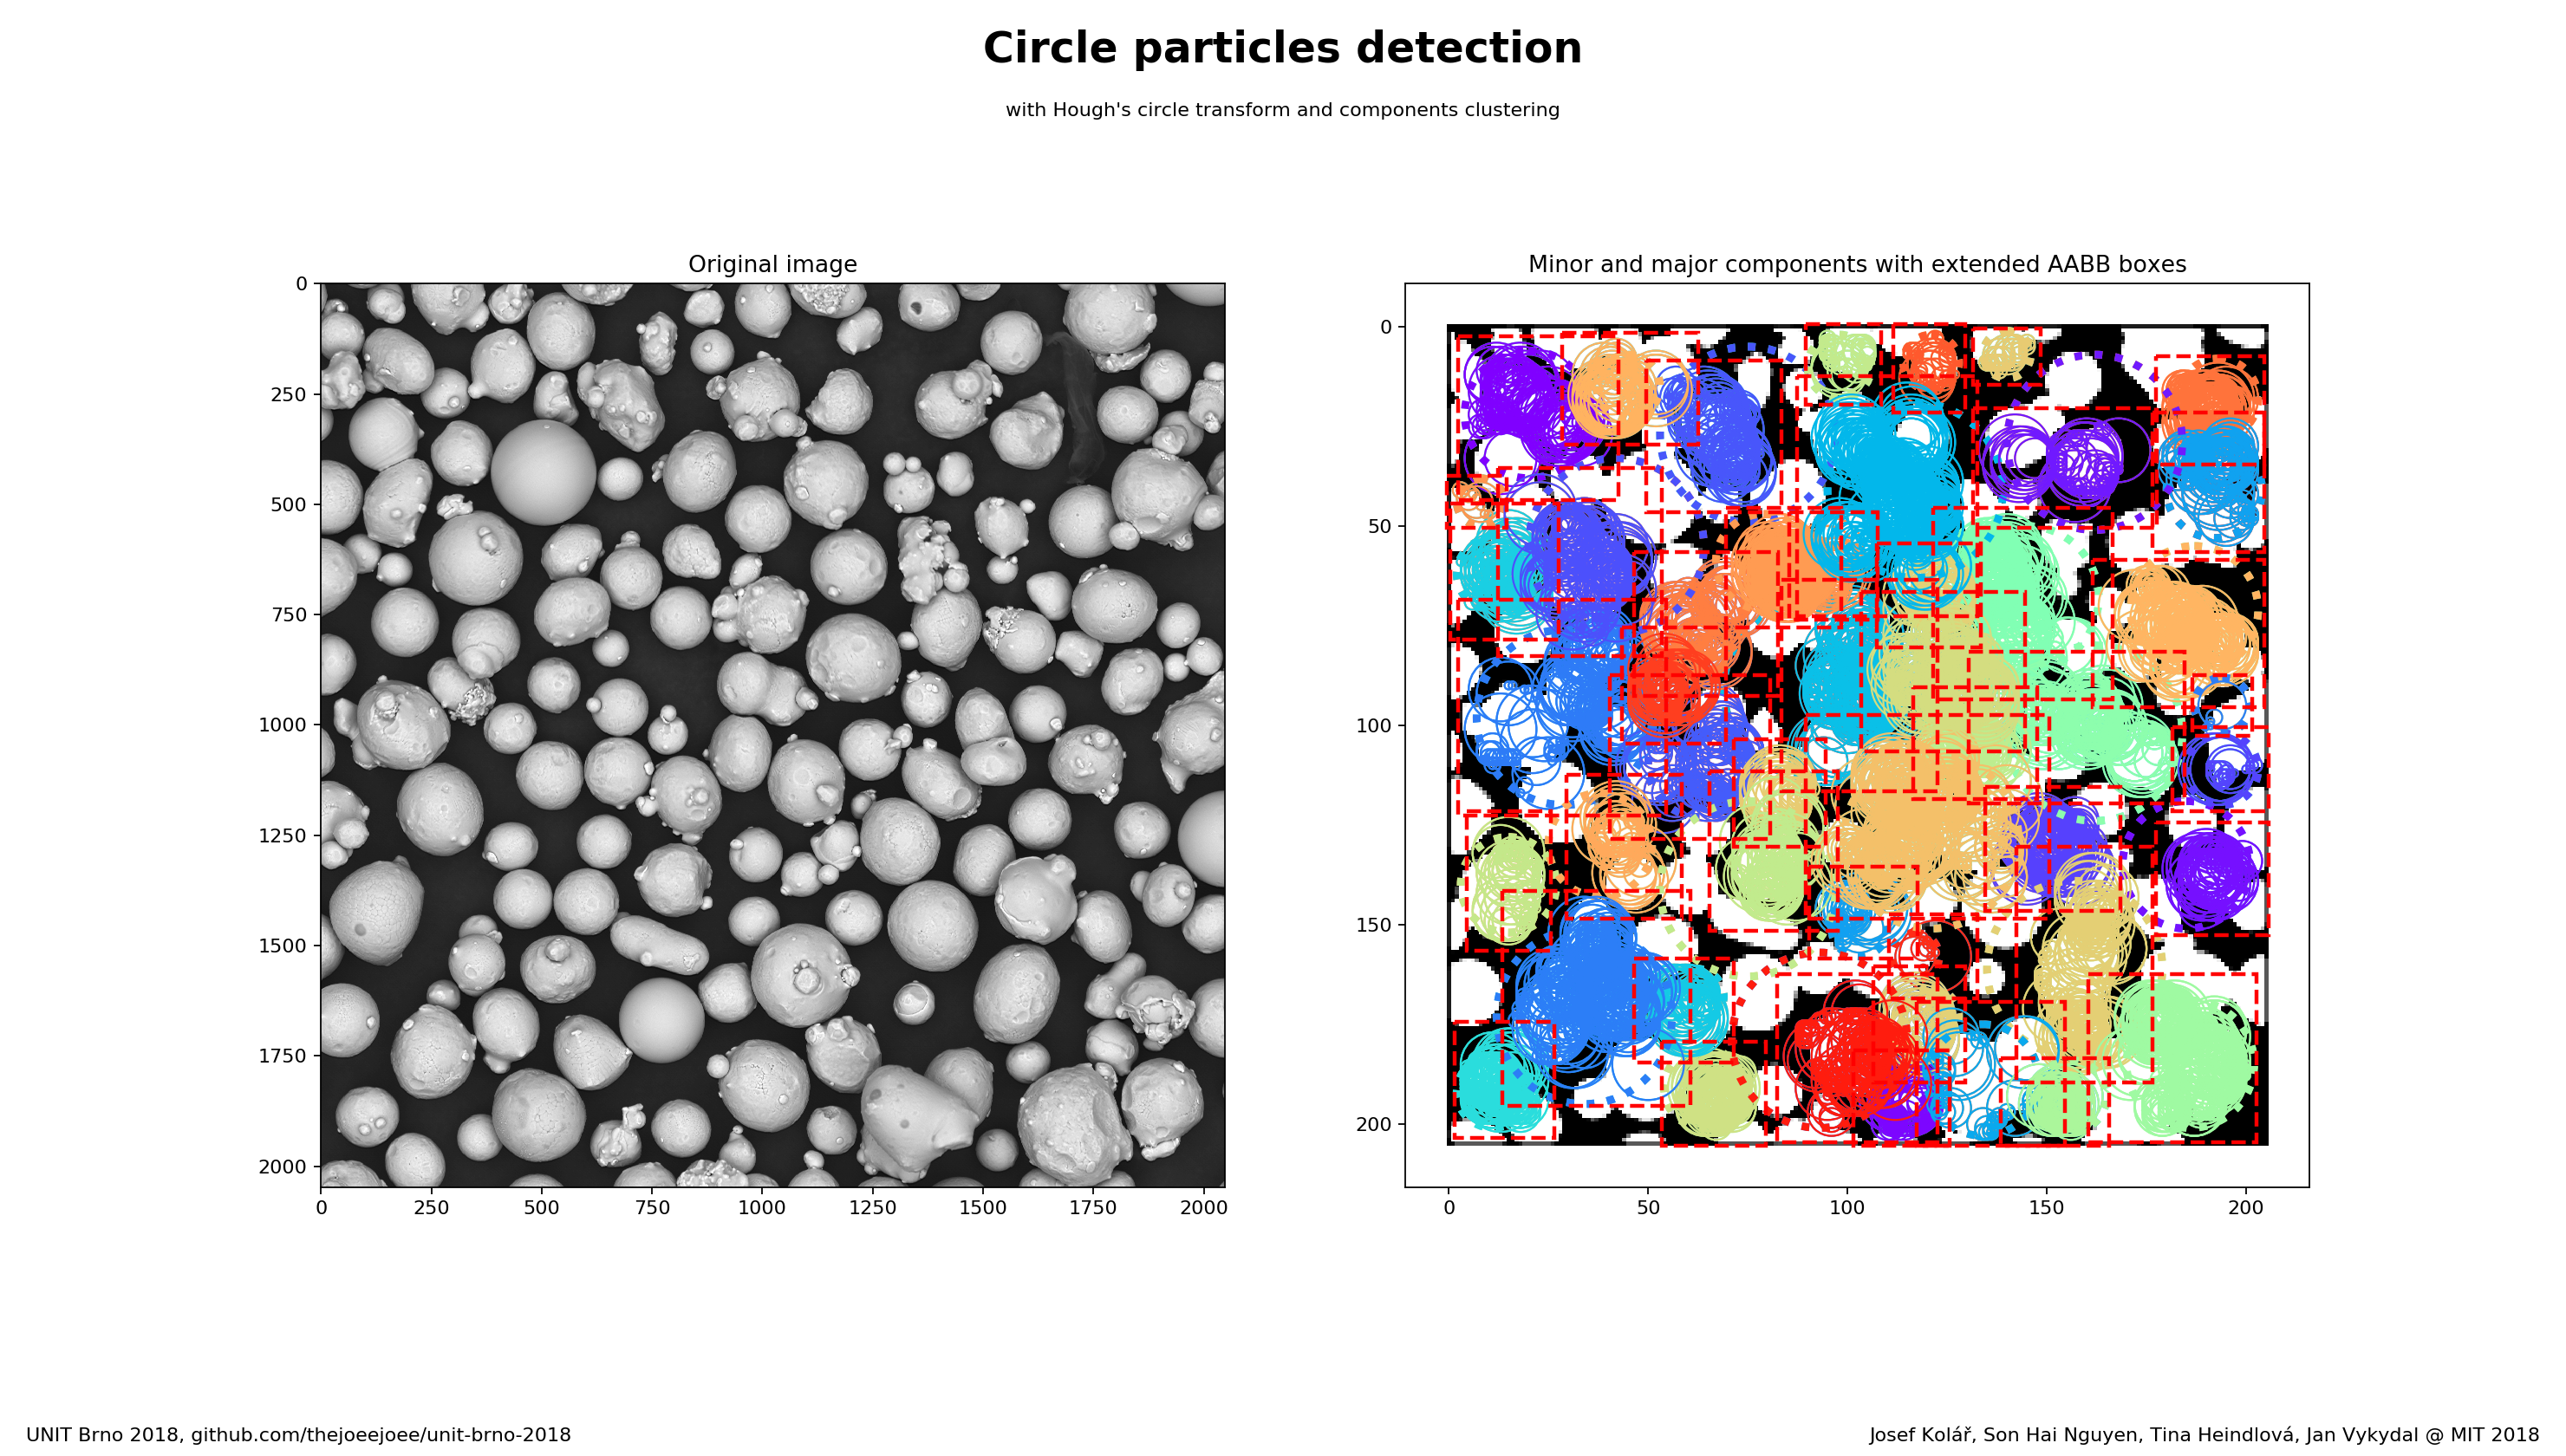 Circle particles detection
with Hough's circle transform and components clustering
Original image
0
250
500
750
1000
1250
1500
1750
2000
0 250 500 750 1000 1250 1500 1750 2000
Minor and major components with extended AABB boxes
0
50
100
150
200
0 50 100 150 200
UNIT Brno 2018, github.com/thejoeejoee/unit-brno-2018
Josef Kolář, Son Hai Nguyen, Tina Heindlová, Jan Vykydal @ MIT 2018